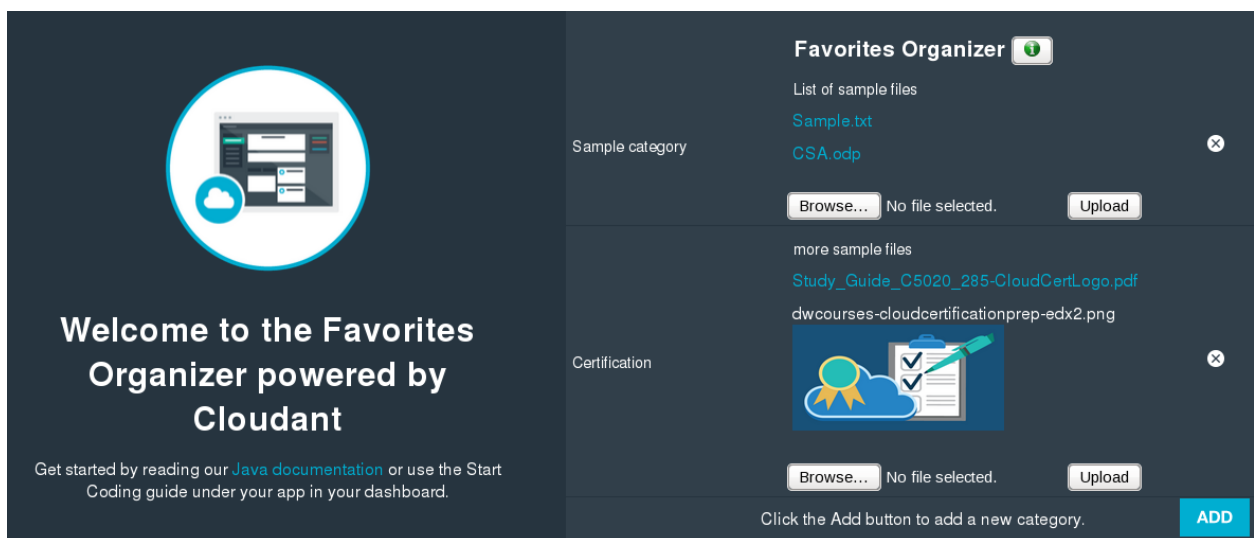 Welcome to the Favorites
Organizer powered by
Cloudant
Get started by reading our Java documentation or use the Start
Coding guide under your app in your dashboard.
Favorites Organizer
Sample category
List of sample files
Sample.txt
CSA.odp
Browse... No file selected. Upload
Certification
more sample files
Study_Guide_C5020_285-CloudCertLogo.pdf
dwcourses-cloudcertificationprep-edx2.png
Browse... No file selected. Upload
Click the Add button to add a new category. ADD